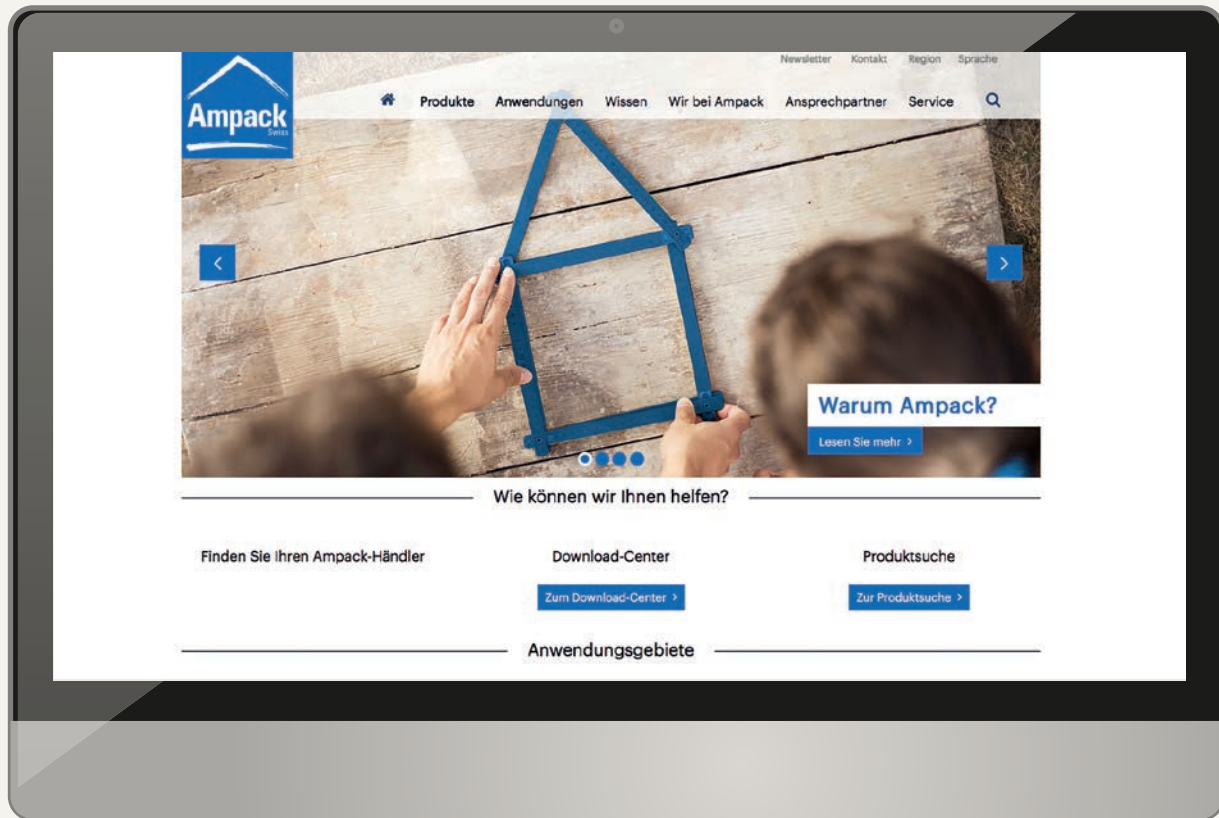 Newsletter Kontakt Region Sprache
Ampack
Swiss
Produkte Anwendungen Wissen Wir bei Ampack Ansprechpartner Service
Warum Ampack?
Lesen Sie mehr >
Wie können wir Ihnen helfen?
Finden Sie Ihren Ampack-Händler Download-Center Produktsuche
Zum Download-Center > Zur Produktsuche >
Anwendungsgebiete